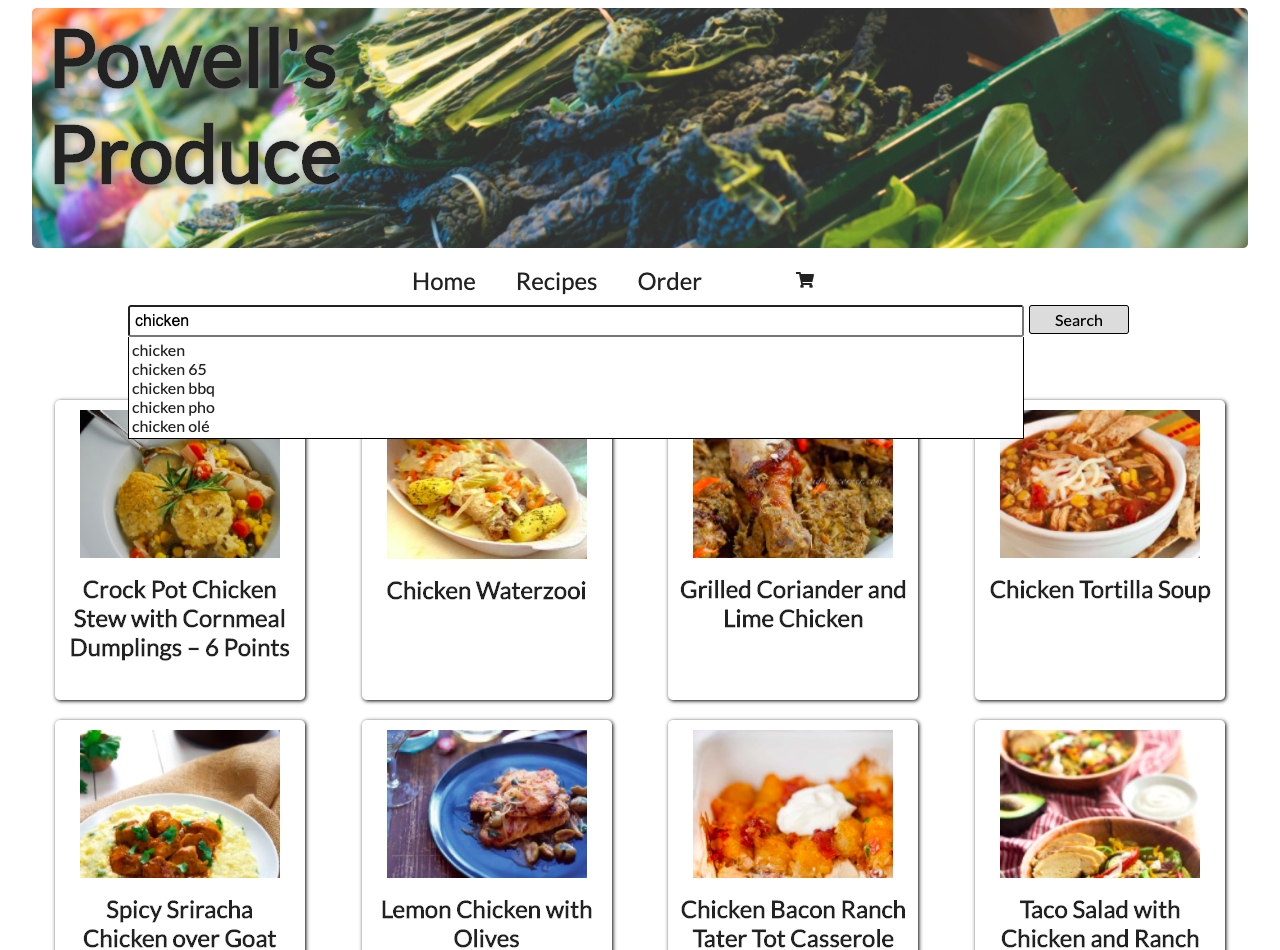 Powell's
Produce
Home Recipes Order
chicken Search
chicken
chicken 65
chicken bbq
chicken pho
chicken olé
Crock Pot Chicken
Stew with Cornmeal
Dumplings – 6 Points
Chicken Waterzooi
Grilled Coriander and
Lime Chicken
Chicken Tortilla Soup
Spicy Sriracha
Chicken over Goat
Lemon Chicken with
Olives
Chicken Bacon Ranch
Tater Tot Casserole
Taco Salad with
Chicken and Ranch